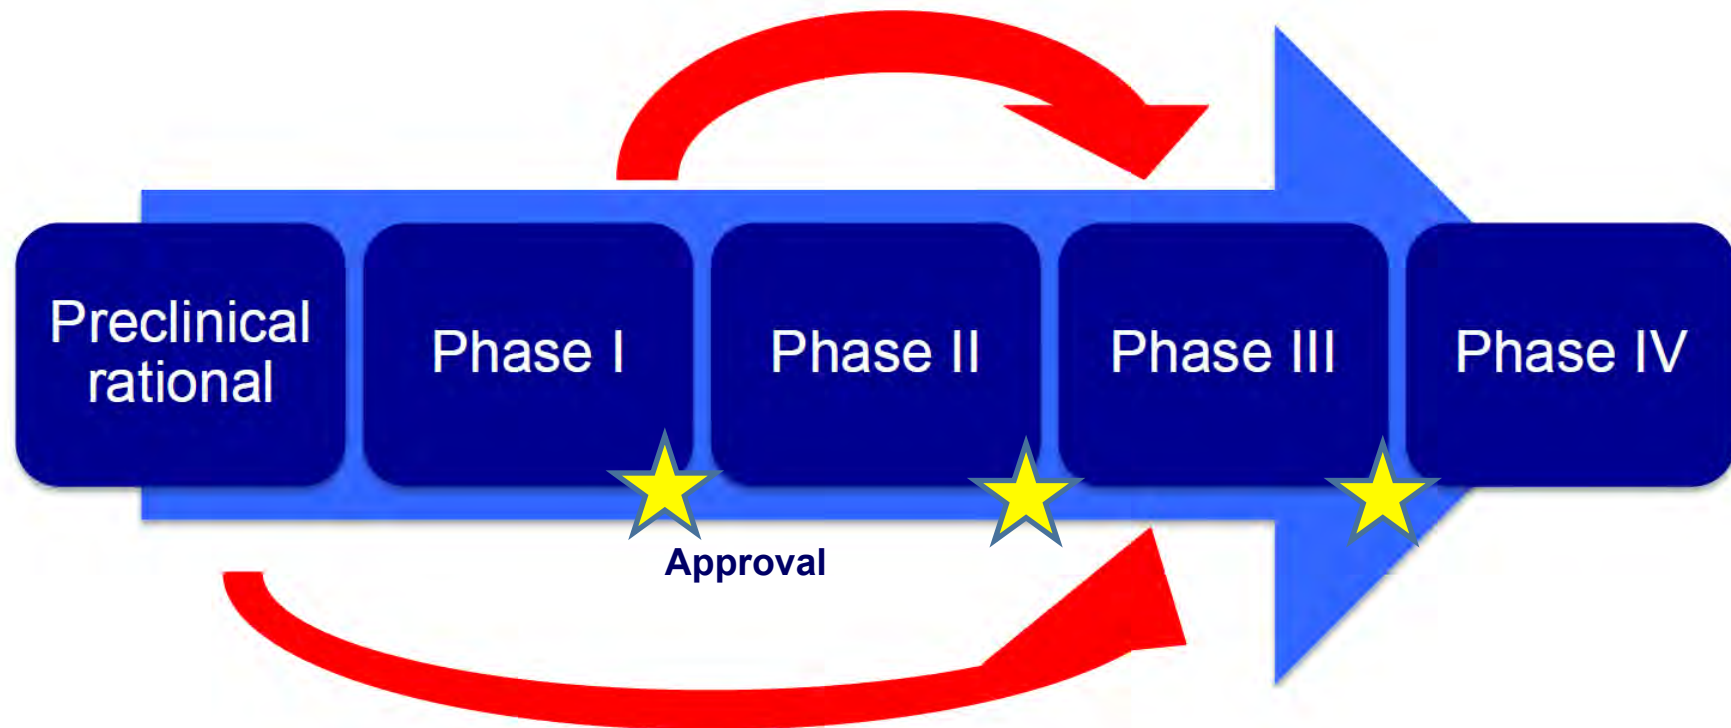 Preclinical
rational
Phase I
Phase II
Phase III
Phase IV
Approval